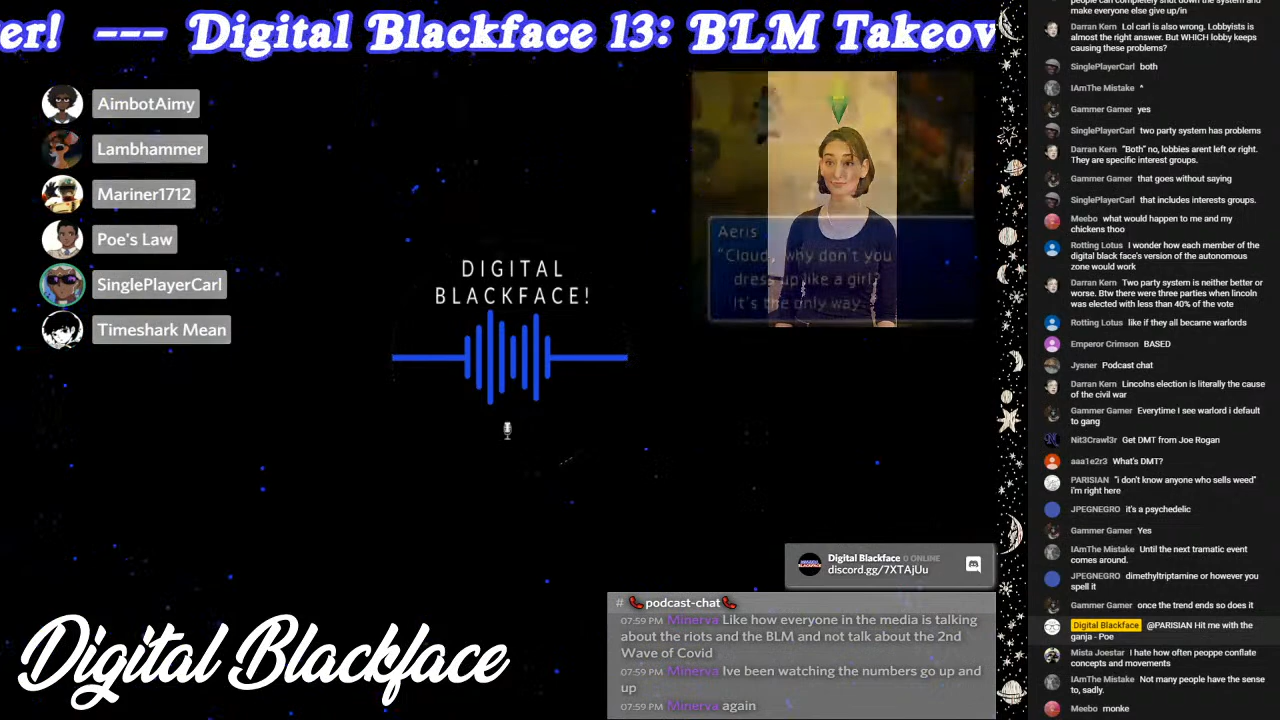 er! --- Digital Blackface 13: BLM Takeov
AimbotAimy
Lambhammer
Mariner1712
Poe's Law
SinglePlayerCarl
Timeshark Mean
DIGITAL
BLACKFACE!
Aeris
"Cloud, why don't you
dress up like a girl?
It's the only way.
Digital Blackface 0 ONLINE
discord.gg/7XTAjUu
# podcast-chat
07:59 PM Minerva Like how everyone in the media is talking
about the riots and the BLM and not talk about the 2nd
Wave of Covid
07:59 PM Minerva Ive been watching the numbers go up and
up
07:59 PM Minerva again
Digital Blackface
people can completely shut down the system and
make everyone else give up/in
Darran Kern Lol carl is also wrong. Lobbyists is
almost the right answer. But WHICH lobby keeps
causing these problems?
SinglePlayerCarl both
IAmThe Mistake ^
Gammer Gamer yes
SinglePlayerCarl two party system has problems
Darran Kern "Both" no, lobbies arent left or right.
They are specific interest groups.
Gammer Gamer that goes without saying
SinglePlayerCarl that includes interests groups.
Meebo what would happen to me and my
chickens thoo
Rotting Lotus I wonder how each member of the
digital black face's version of the autonomous
zone would work
Darran Kern Two party system is neither better or
worse. Btw there were three parties when lincoln
was elected with less than 40% of the vote
Rotting Lotus like if they all became warlords
Emperor Crimson BASED
Jysner Podcast chat
Darran Kern Lincolns election is literally the cause
of the civil war
Gammer Gamer Everytime I see warlord i default
to gang
Nit3Crawl3r Get DMT from Joe Rogan
aaa1e2r3 What's DMT?
PARISIAN "i don't know anyone who sells weed"
i'm right here
JPEGNEGRO it's a psychedelic
Gammer Gamer Yes
IAmThe Mistake Until the next tramatic event
comes around.
JPEGNEGRO dimethyltriptamine or however you
spell it
Gammer Gamer once the trend ends so does it
Digital Blackface @PARISIAN Hit me with the
ganja - Poe
Mista Joestar I hate how often peoppe conflate
concepts and movements
IAmThe Mistake Not many people have the sense
to, sadly.
Meebo monke